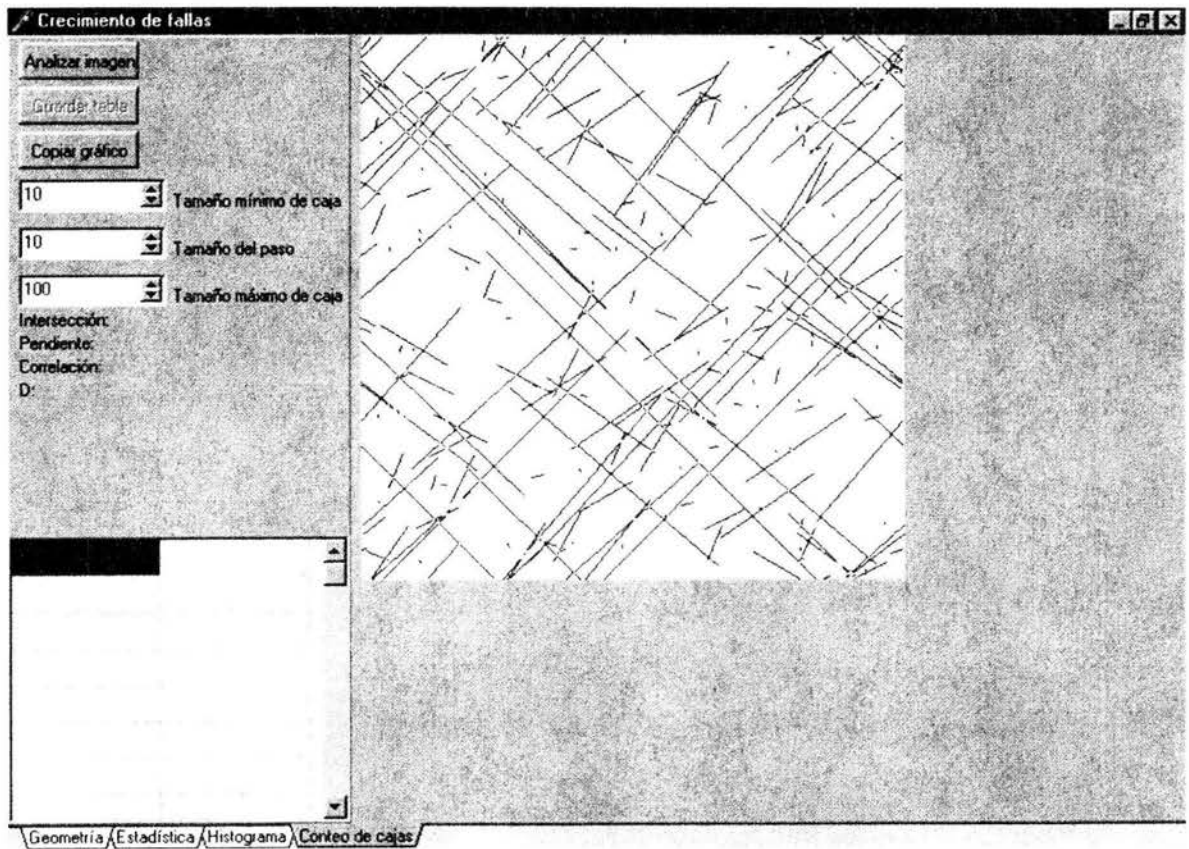 Crecimiento de fallas
Analizar imagen
Guardar tabla
Copiar gráfico
10 Tamaño mínimo de caja
10 Tamaño del paso
100 Tamaño máximo de caja
Intersección:
Pendiente:
Correlación:
D:
Geometría Estadística Histograma Conteo de cajas